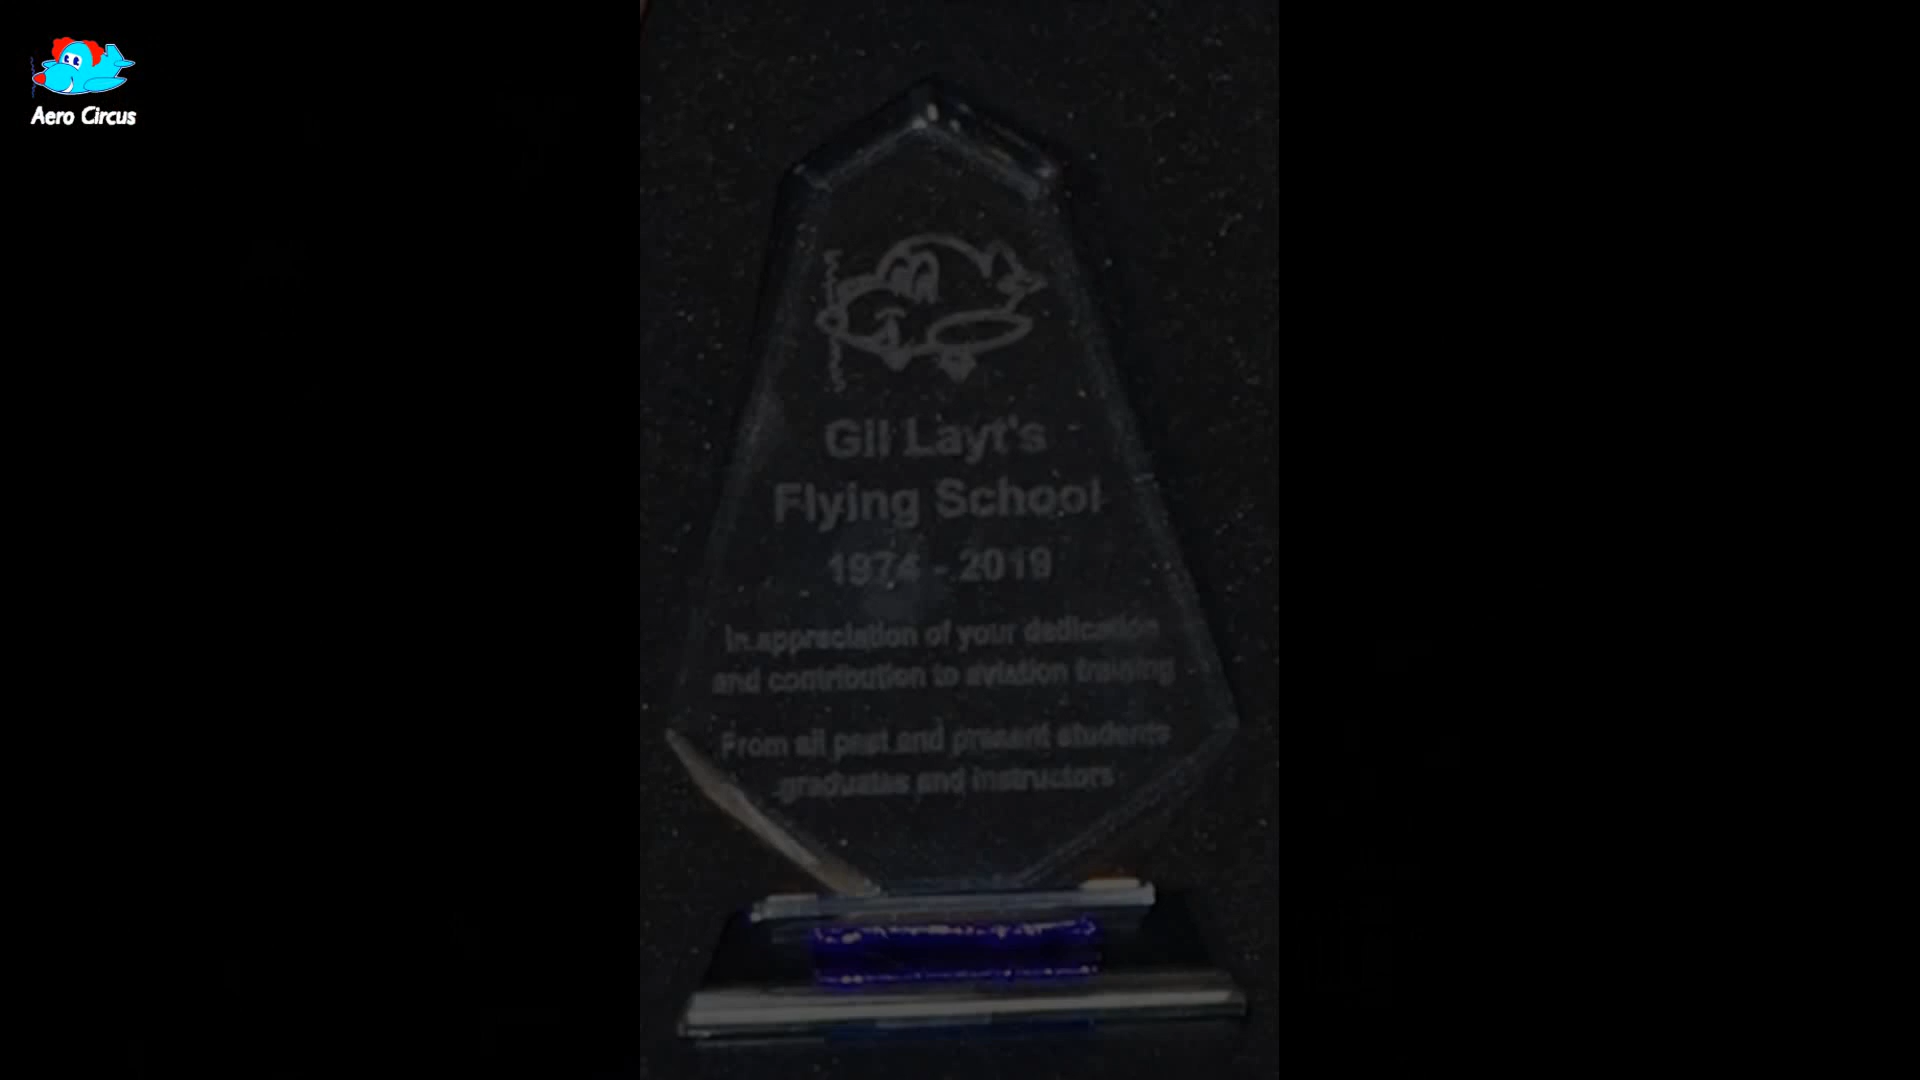 Aero Circus
Gil Layt's
Flying School
1974 - 2019
In appreciation of your dedication
and contribution to aviation training
From all past and present students
graduates and instructors